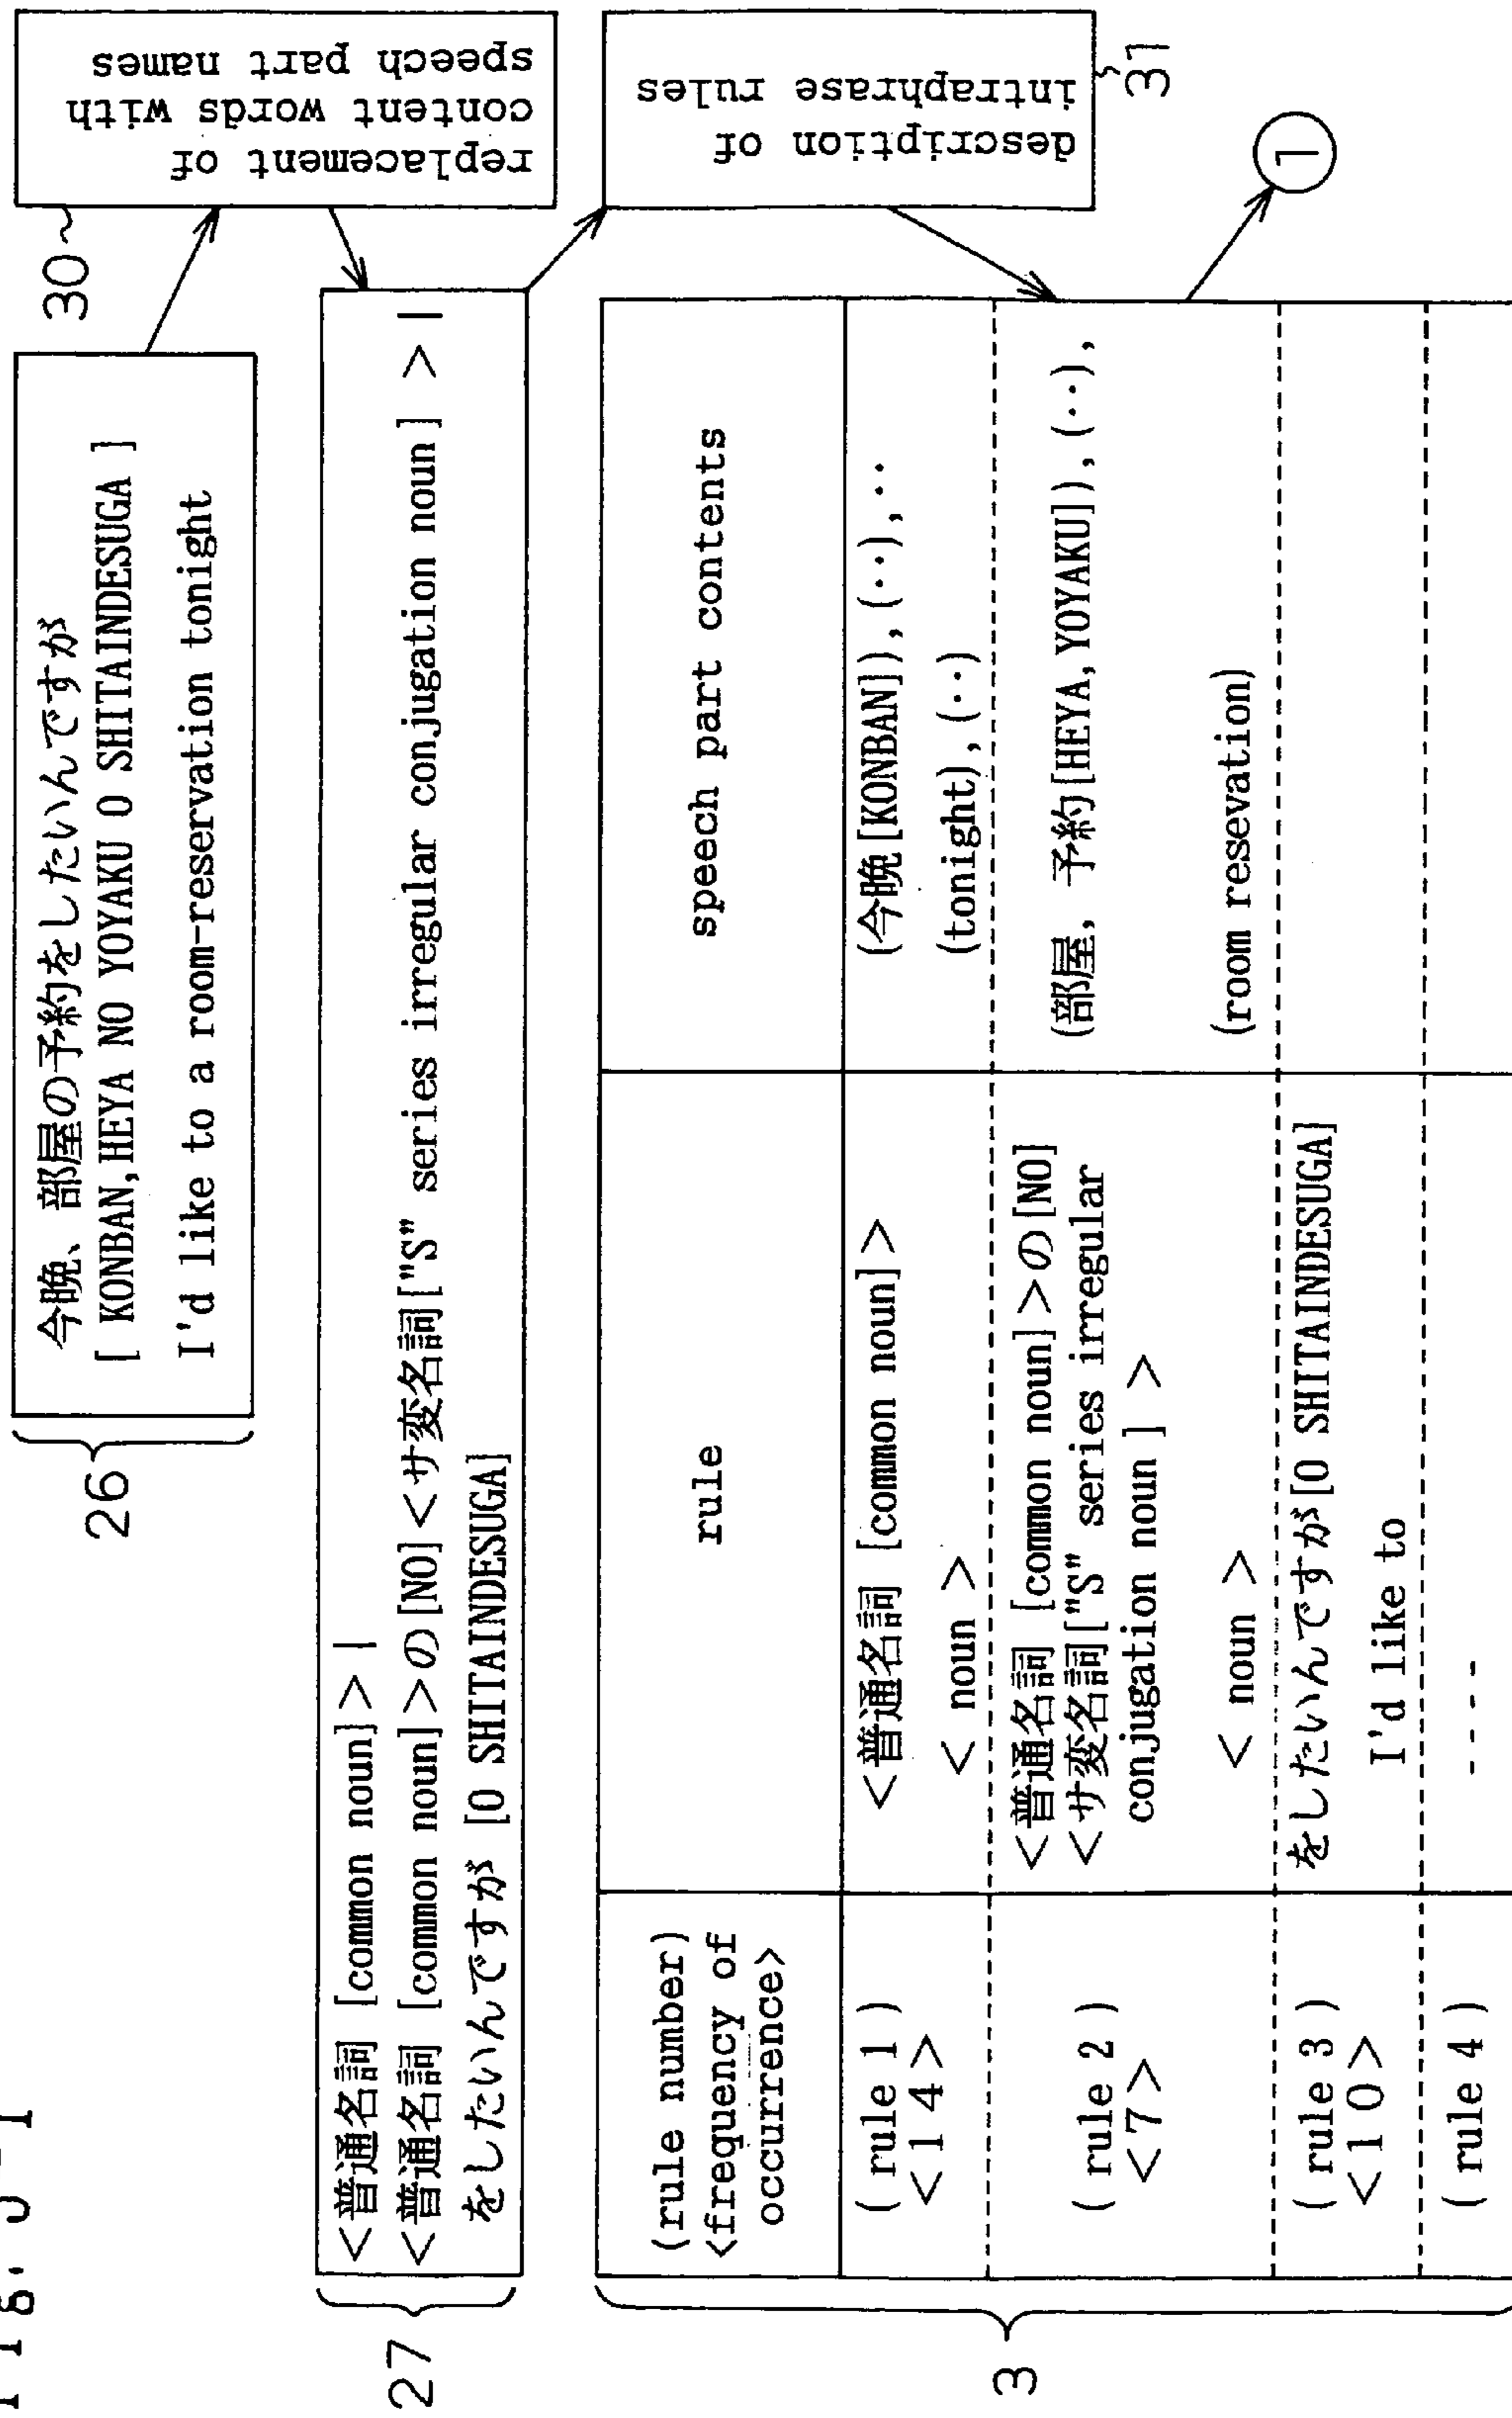 今晩、部屋の予約をしたいんですが
[ KONBAN,HEYA NO YOYAKU O SHITAINDESUGA ]
I'd like to a room-reservation tonight
26
30
replacement of
content words with
speech part names
<普通名詞 [common noun]>|
<普通名詞 [common noun]>の[NO]<サ変名詞["S" series irregular conjugation noun] >|
をしたいんですが [O SHITAINDESUGA]
27
description of
intraphrase rules
31
(rule number)
<frequency of
occurrence>
rule
speech part contents
( rule 1 )
<14>
<普通名詞 [common noun]>
< noun >
(今晩[KONBAN]),(··),··
(tonight),(··)
( rule 2 )
<7>
<普通名詞 [common noun]>の[NO]
<サ変名詞["S" series irregular
conjugation noun ] >
< noun >
(部屋, 予約[HEYA,YOYAKU]),(··),
(room resevation)
( rule 3 )
<10>
をしたいんですが[O SHITAINDESUGA]
I'd like to
( rule 4 )
----
3
1